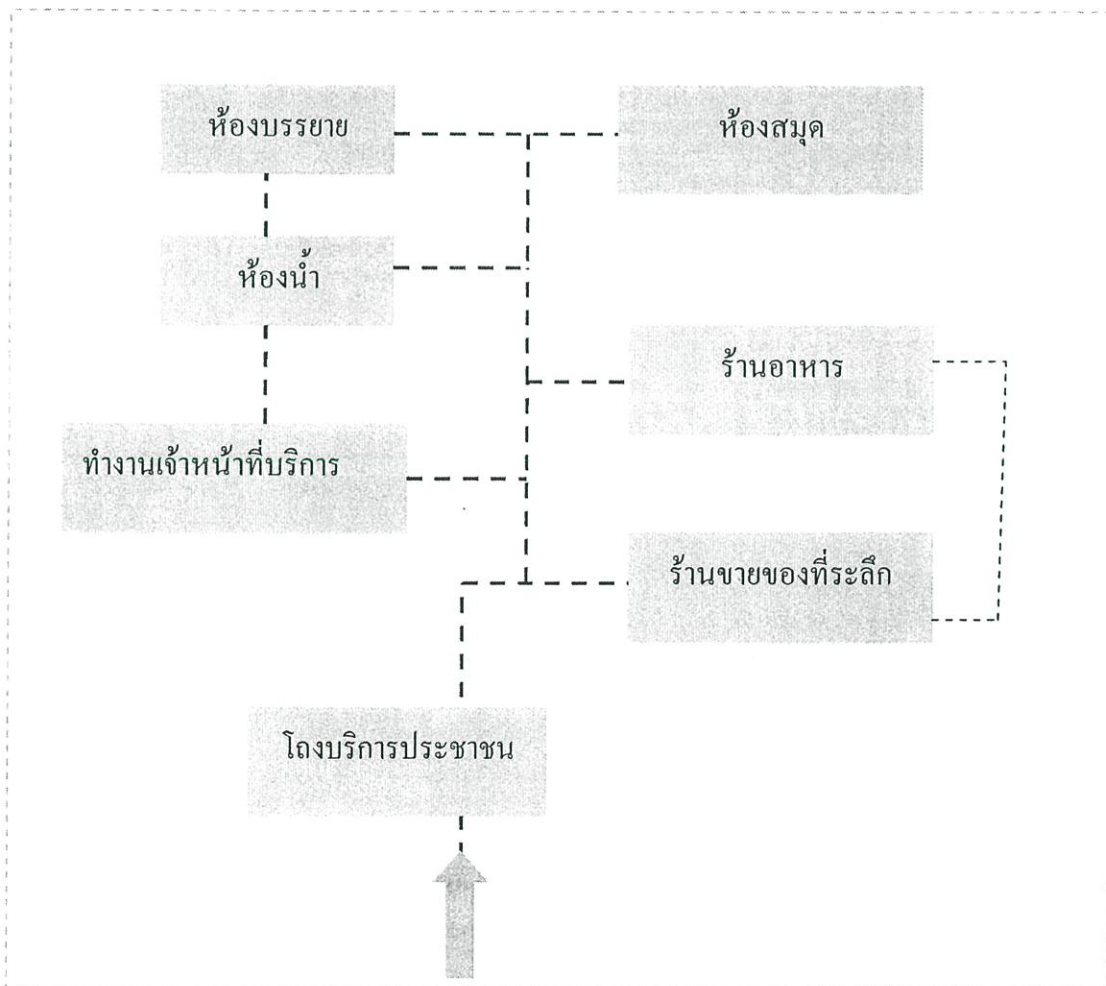 ห้องบรรยาย
ห้องสมุด
ห้องน้ำ
ร้านอาหาร
ทำงานเจ้าหน้าที่บริการ
ร้านขายของที่ระลึก
โถงบริการประชาชน